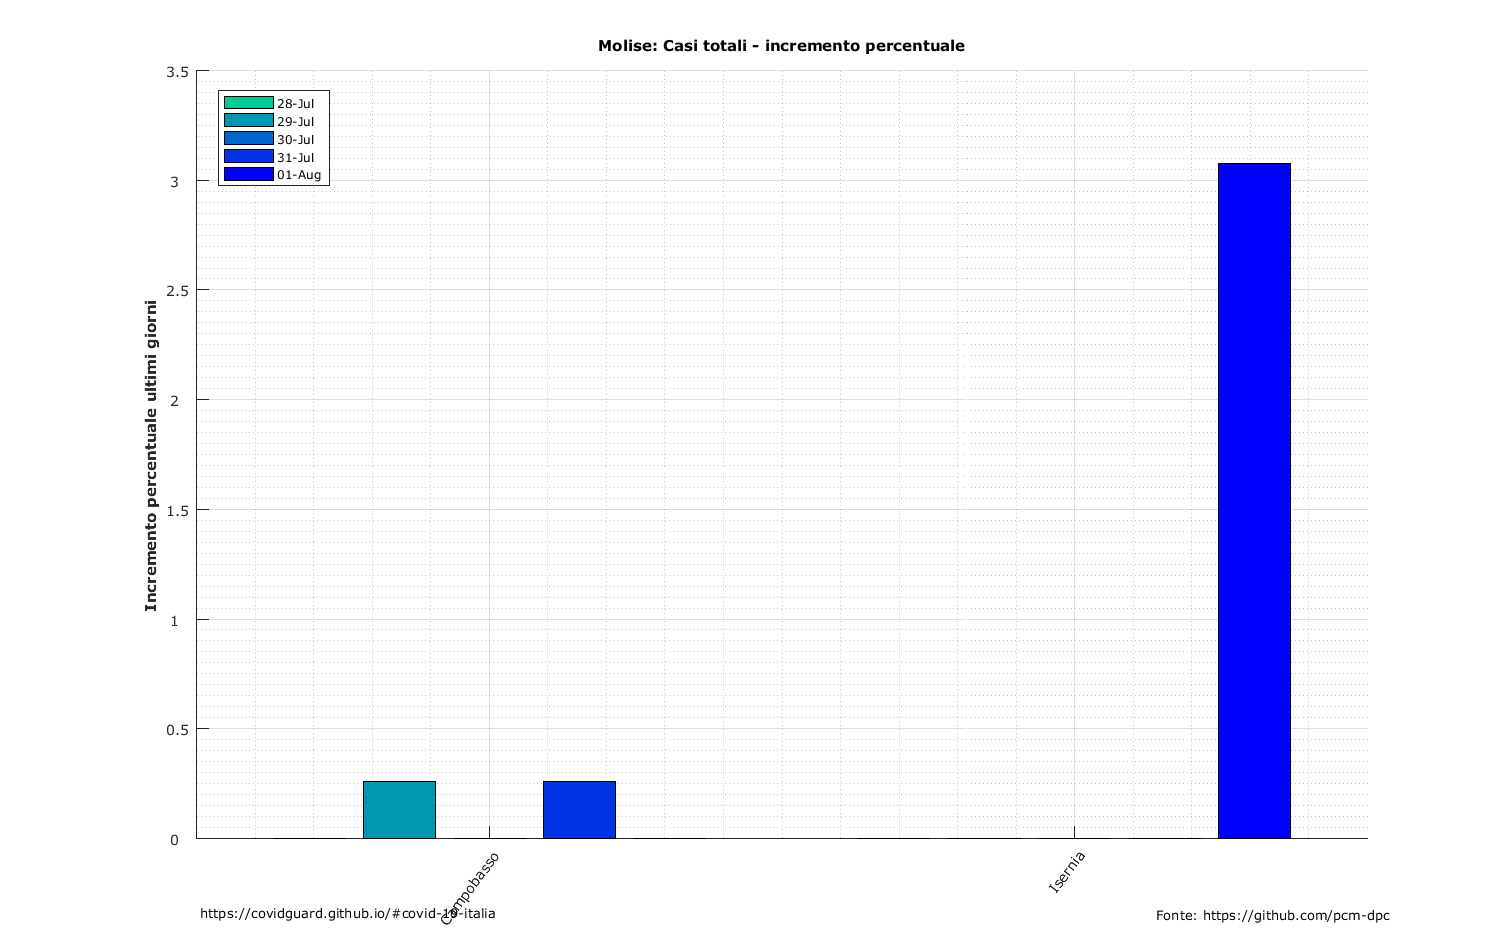 Molise: Casi totali - incremento percentuale
3.5
3
2.5
2
1.5
1
0.5
0
28-Jul
29-Jul
30-Jul
31-Jul
01-Aug
Incremento percentuale ultimi giorni
Campobasso
Isernia
https://covidguard.github.io/#covid-19-italia
Fonte: https://github.com/pcm-dpc